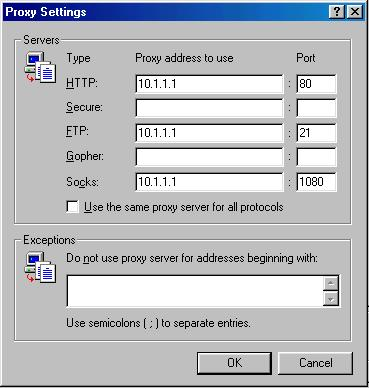 Proxy Settings
Servers
Type Proxy address to use Port
HTTP: 10.1.1.1 : 80
Secure: :
FTP: 10.1.1.1 : 21
Gopher: :
Socks: 10.1.1.1 : 1080
Use the same proxy server for all protocols
Exceptions
Do not use proxy server for addresses beginning with:
Use semicolons ( ; ) to separate entries.
OK Cancel